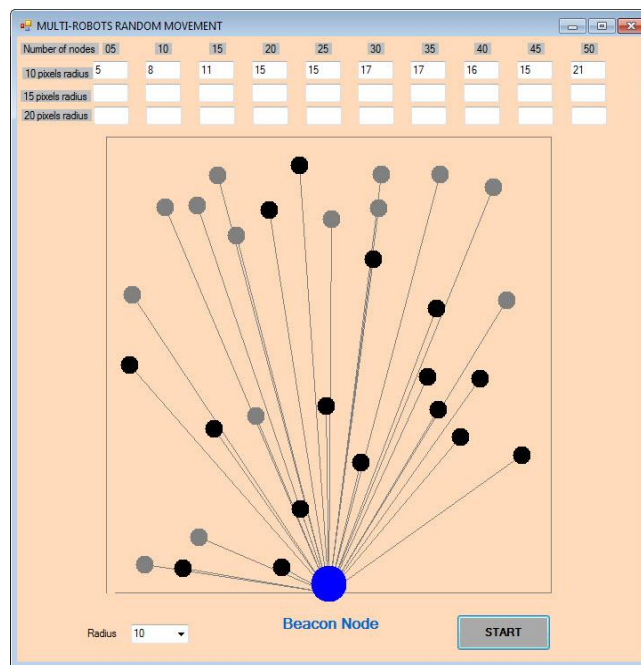 MULTI-ROBOTS RANDOM MOVEMENT
Number of nodes 05 10 15 20 25 30 35 40 45 50
10 pixels radius 5 8 11 15 15 17 17 16 15 21
15 pixels radius
20 pixels radius
Beacon Node
Radius 10 START